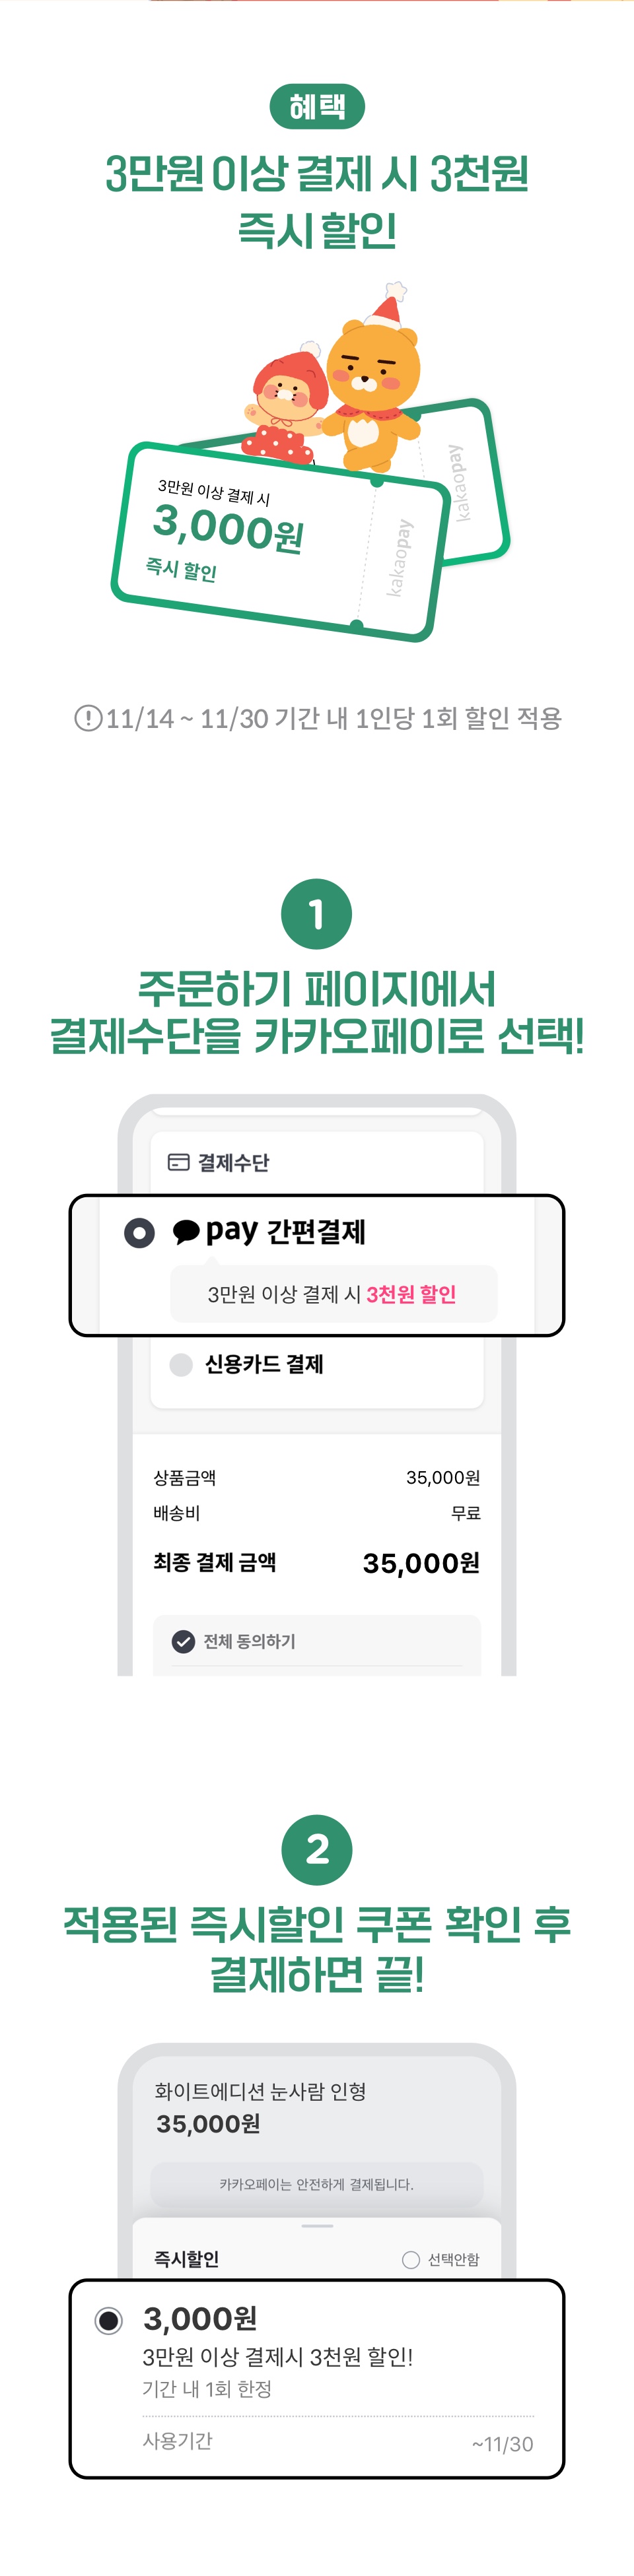 혜택
3만원 이상 결제 시 3천원
즉시 할인
3만원 이상 결제 시
3,000원
즉시 할인
kakaopay
kakaopay
11/14 ~ 11/30 기간 내 1인당 1회 할인 적용
1
주문하기 페이지에서
결제수단을 카카오페이로 선택!
결제수단
pay 간편결제
3만원 이상 결제 시 3천원 할인
신용카드 결제
상품금액 35,000원
배송비 무료
최종 결제 금액 35,000원
전체 동의하기
2
적용된 즉시할인 쿠폰 확인 후
결제하면 끝!
화이트에디션 눈사람 인형
35,000원
카카오페이는 안전하게 결제됩니다.
즉시할인 선택안함
3,000원
3만원 이상 결제시 3천원 할인!
기간 내 1회 한정
사용기간 ~11/30